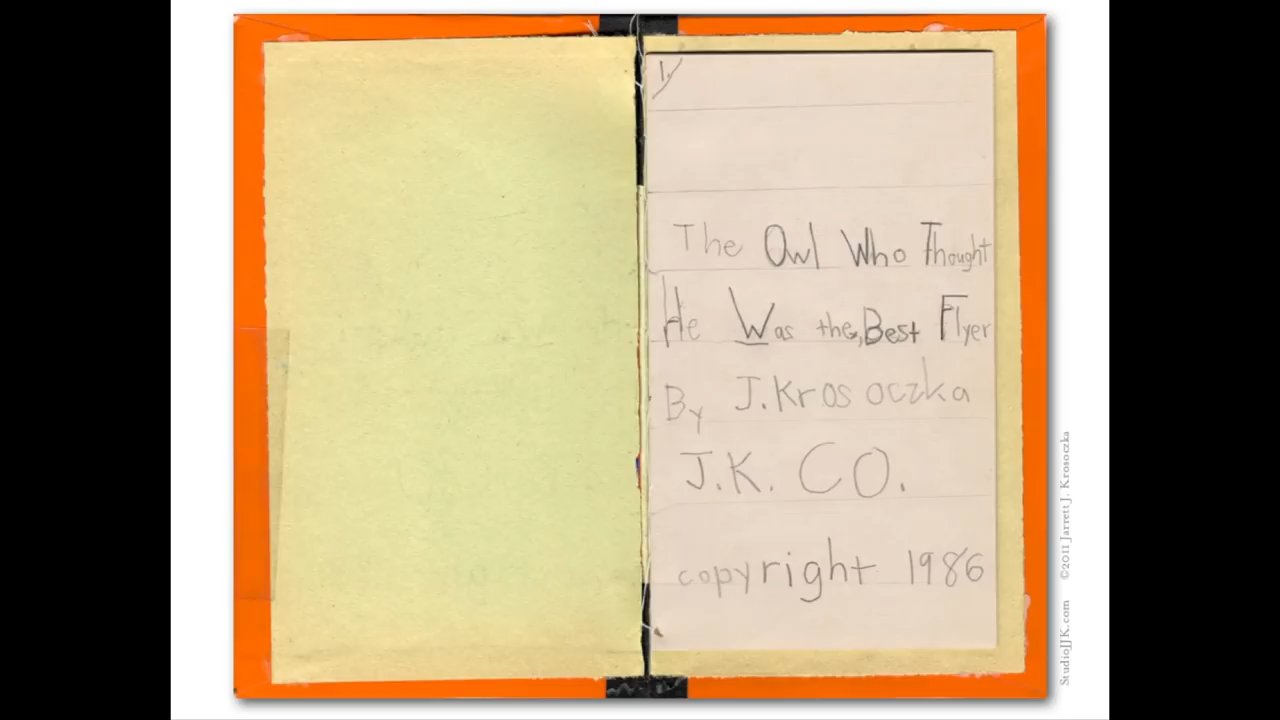 1.
The Owl Who Thought
He Was the Best Flyer
By J. Krosoczka
J.K. CO.
copyright 1986
StudioJJK.com ©2011 Jarrett J. Krosoczka